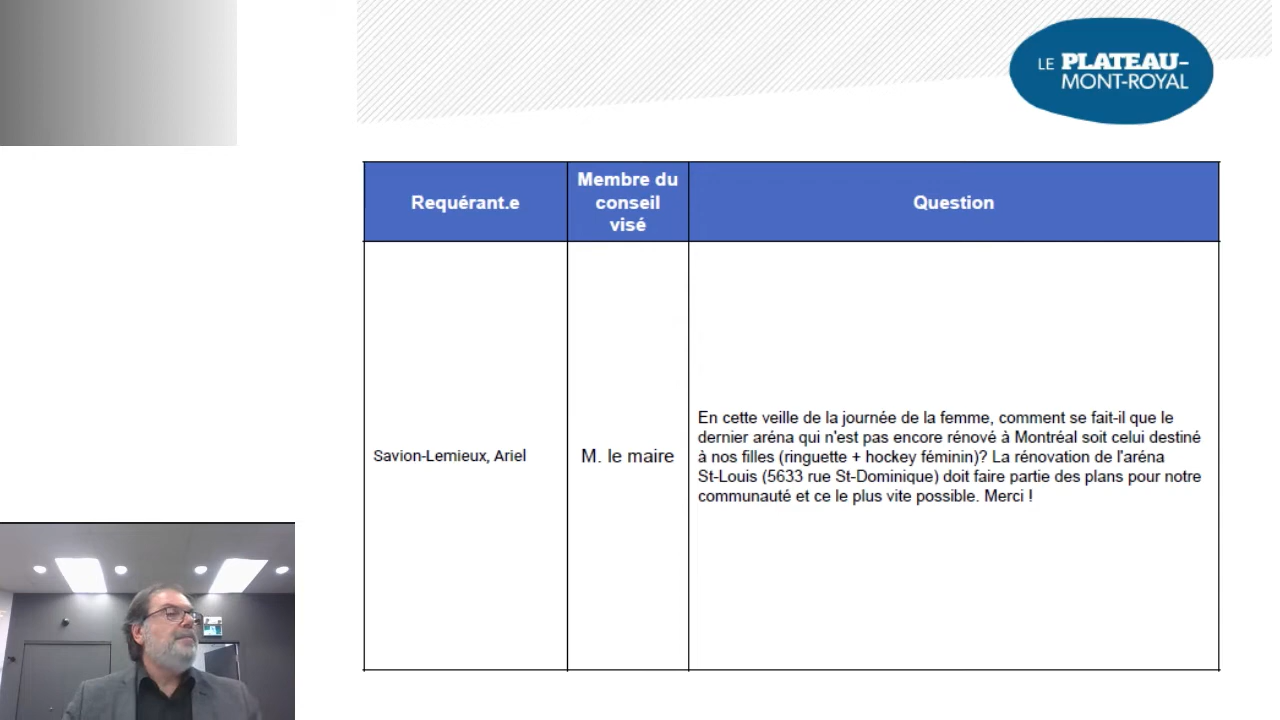 LE PLATEAU-
MONT-ROYAL
Requérant.e
Membre du
conseil
visé
Question
Savion-Lemieux, Ariel
M. le maire
En cette veille de la journée de la femme, comment se fait-il que le
dernier aréna qui n'est pas encore rénové à Montréal soit celui destiné
à nos filles (ringuette + hockey féminin)? La rénovation de l'aréna
St-Louis (5633 rue St-Dominique) doit faire partie des plans pour notre
communauté et ce le plus vite possible. Merci !